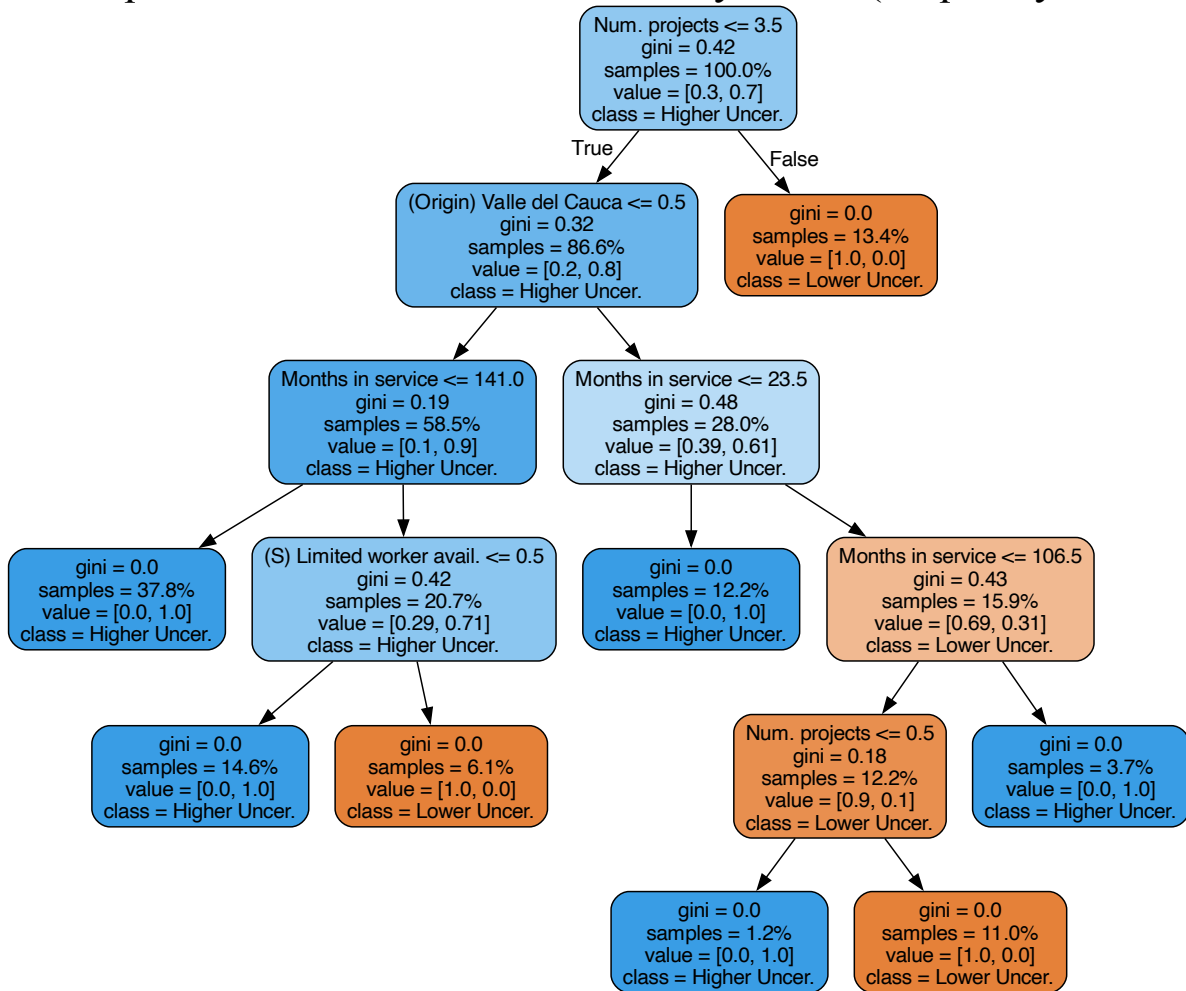 Num. projects <= 3.5
gini = 0.42
samples = 100.0%
value = [0.3, 0.7]
class = Higher Uncer.
True
False
(Origin) Valle del Cauca <= 0.5
gini = 0.32
samples = 86.6%
value = [0.2, 0.8]
class = Higher Uncer.
gini = 0.0
samples = 13.4%
value = [1.0, 0.0]
class = Lower Uncer.
Months in service <= 141.0
gini = 0.19
samples = 58.5%
value = [0.1, 0.9]
class = Higher Uncer.
Months in service <= 23.5
gini = 0.48
samples = 28.0%
value = [0.39, 0.61]
class = Higher Uncer.
gini = 0.0
samples = 37.8%
value = [0.0, 1.0]
class = Higher Uncer.
(S) Limited worker avail. <= 0.5
gini = 0.42
samples = 20.7%
value = [0.29, 0.71]
class = Higher Uncer.
gini = 0.0
samples = 12.2%
value = [0.0, 1.0]
class = Higher Uncer.
Months in service <= 106.5
gini = 0.43
samples = 15.9%
value = [0.69, 0.31]
class = Lower Uncer.
gini = 0.0
samples = 14.6%
value = [0.0, 1.0]
class = Higher Uncer.
gini = 0.0
samples = 6.1%
value = [1.0, 0.0]
class = Lower Uncer.
Num. projects <= 0.5
gini = 0.18
samples = 12.2%
value = [0.9, 0.1]
class = Lower Uncer.
gini = 0.0
samples = 3.7%
value = [0.0, 1.0]
class = Higher Uncer.
gini = 0.0
samples = 1.2%
value = [0.0, 1.0]
class = Higher Uncer.
gini = 0.0
samples = 11.0%
value = [1.0, 0.0]
class = Lower Uncer.